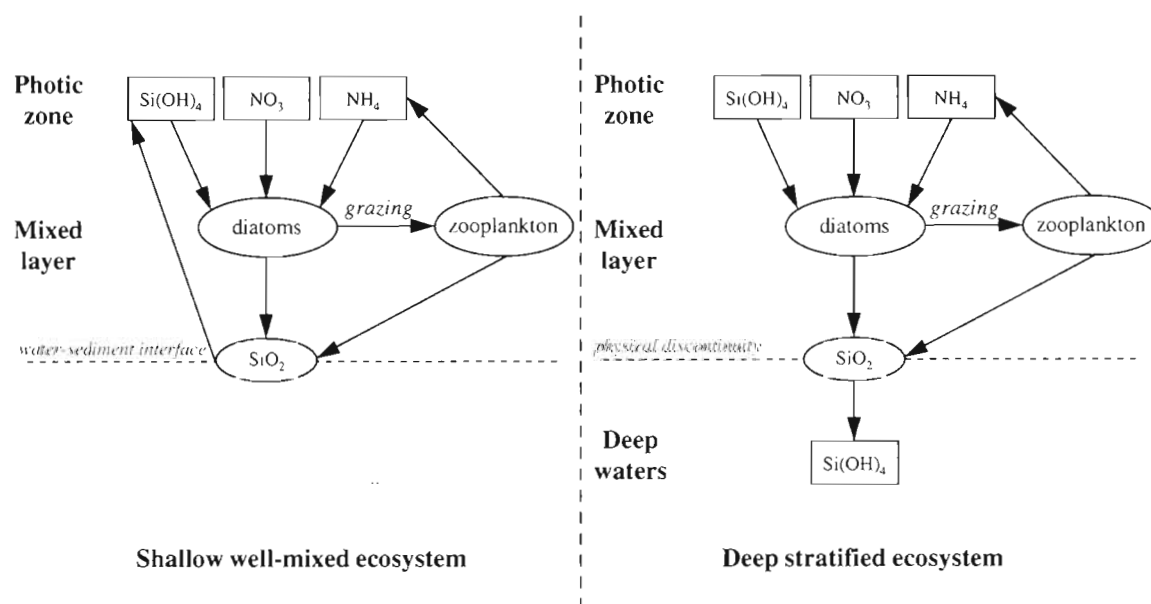 Photic
zone
Si(OH)4
NO3
NH4
Mixed
layer
diatoms
grazing
zooplankton
water-sediment interface
SiO2
Shallow well-mixed ecosystem
Photic
zone
Si(OH)4
NO3
NH4
Mixed
layer
diatoms
grazing
zooplankton
physical discontinuity
SiO2
Deep
waters
Si(OH)4
Deep stratified ecosystem